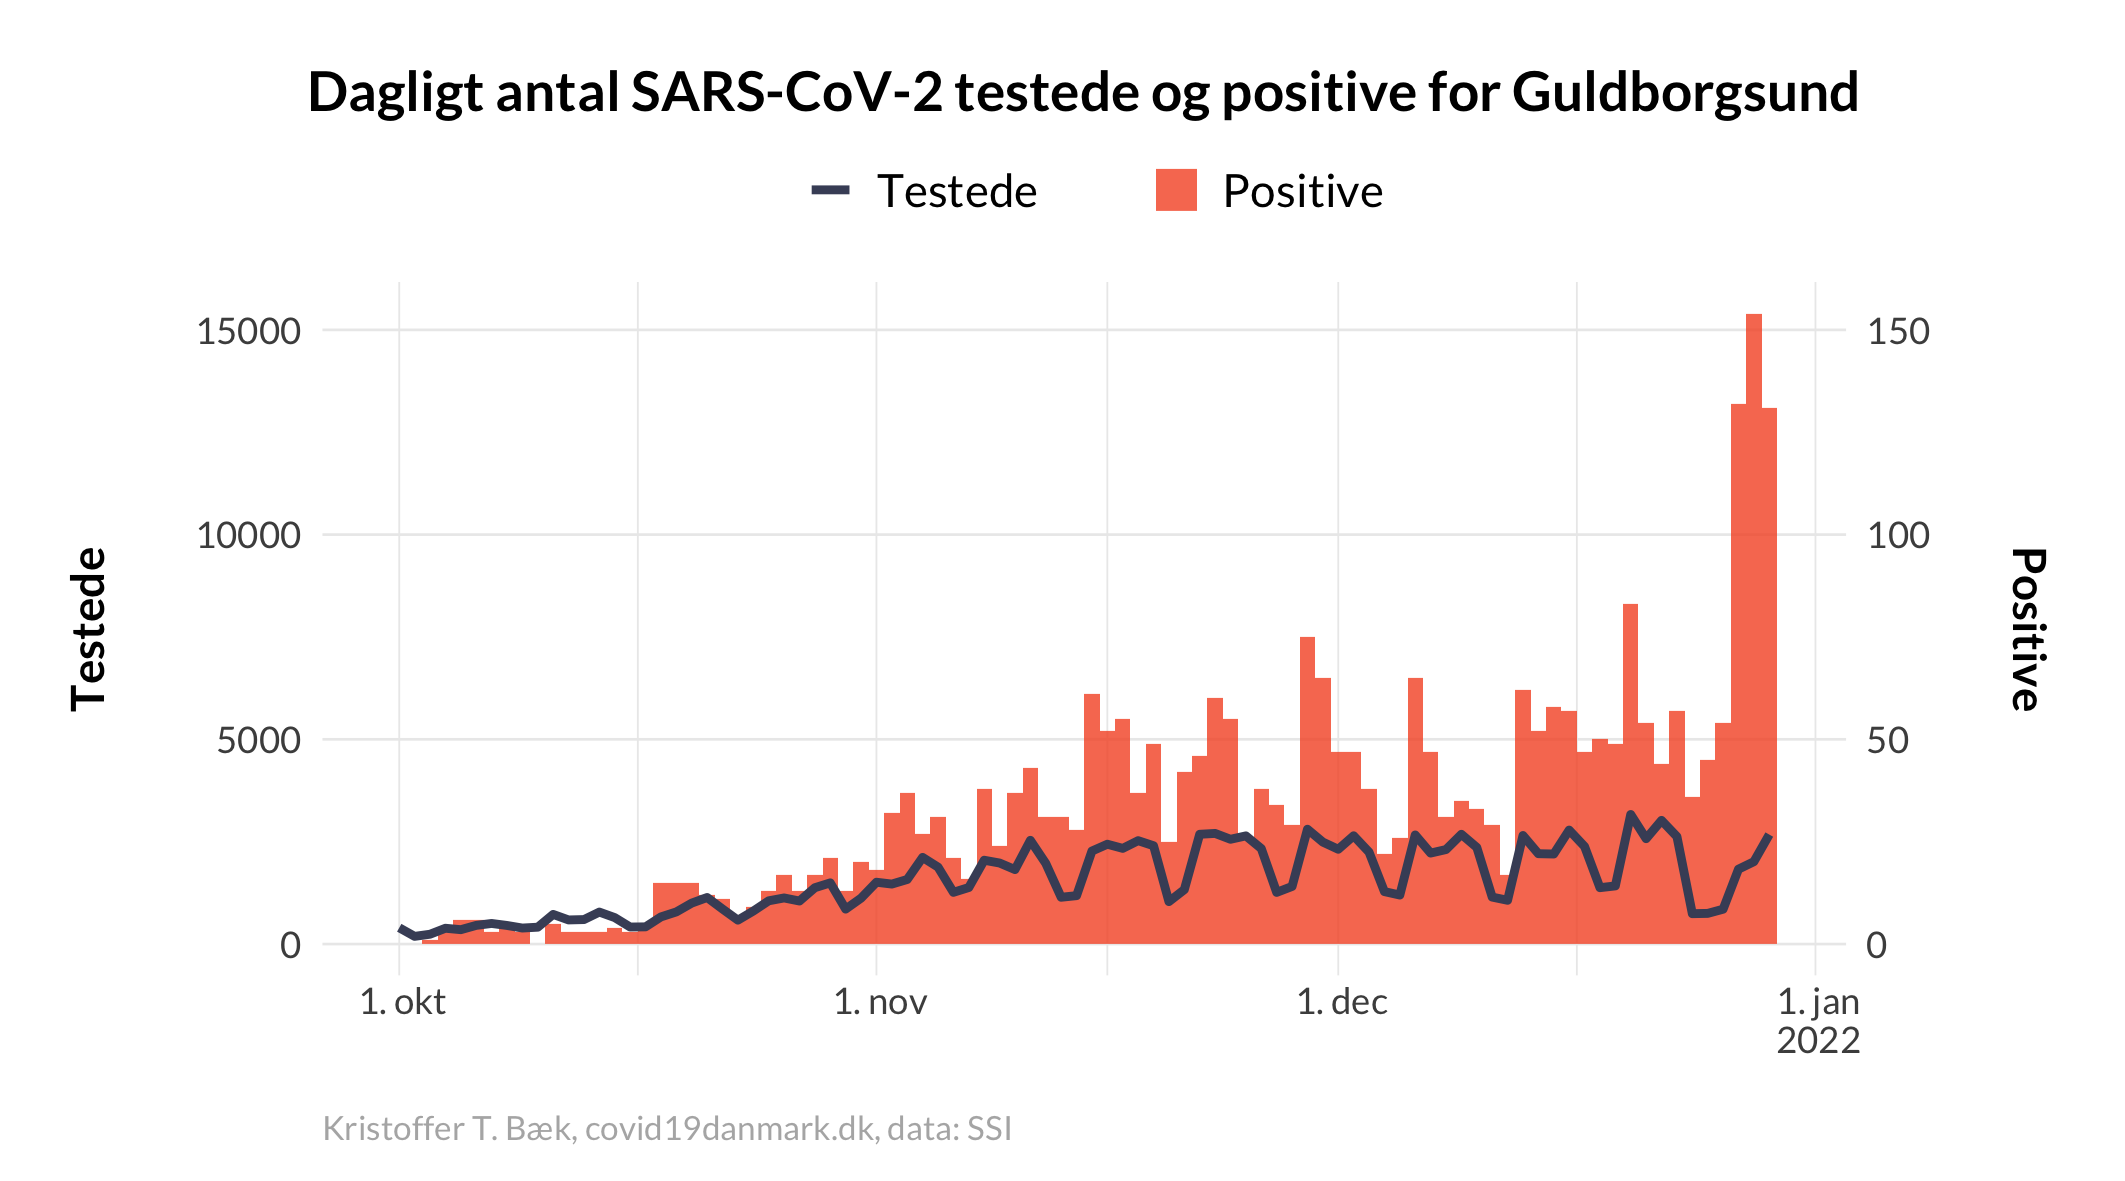 Dagligt antal SARS-CoV-2 testede og positive for Guldborgsund
Testede
Positive
15000
10000
5000
0
Testede
150
100
50
0
Positive
1. okt
1. nov
1. dec
1. jan
2022
Kristoffer T. Bæk, covid19danmark.dk, data: SSI